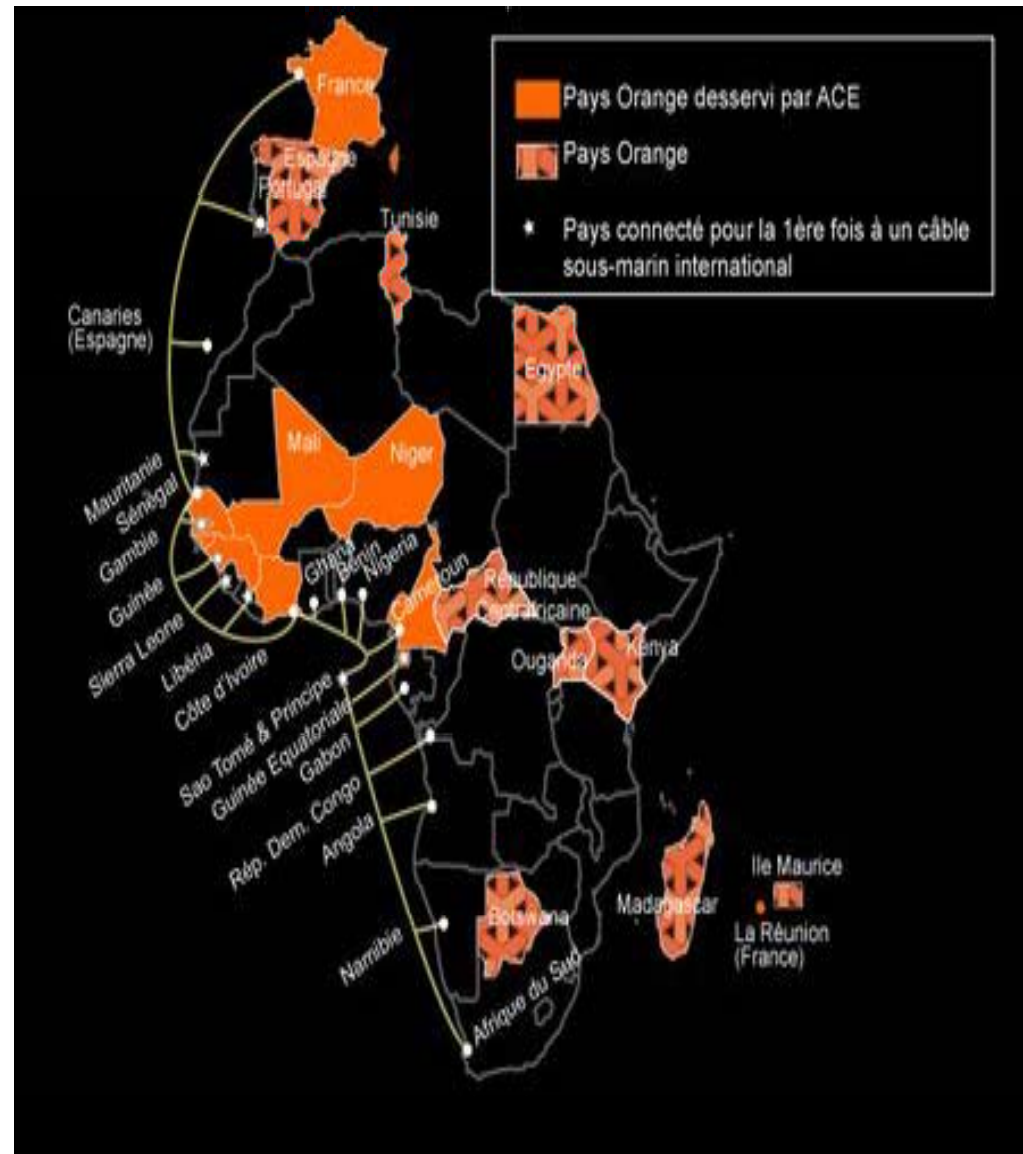 France
Pays Orange desservi par ACE
Pays Orange
Pays connecté pour la 1ère fois à un câble
sous-marin international
Espagne
Portugal
Tunisie
Canaries
(Espagne)
Egypte
Mali
Niger
Mauritanie
Sénégal
Gambie
Guinée
Sierra Leone
Libéria
Côte d'Ivoire
Ghana
Bénin
Nigeria
Cameroun
République
Centrafricaine
Ouganda
Kenya
Sao Tomé & Principe
Guinée Equatoriale
Gabon
Rép. Dem. Congo
Angola
Namibie
Botswana
Afrique du Sud
Madagascar
Ile Maurice
La Réunion
(France)